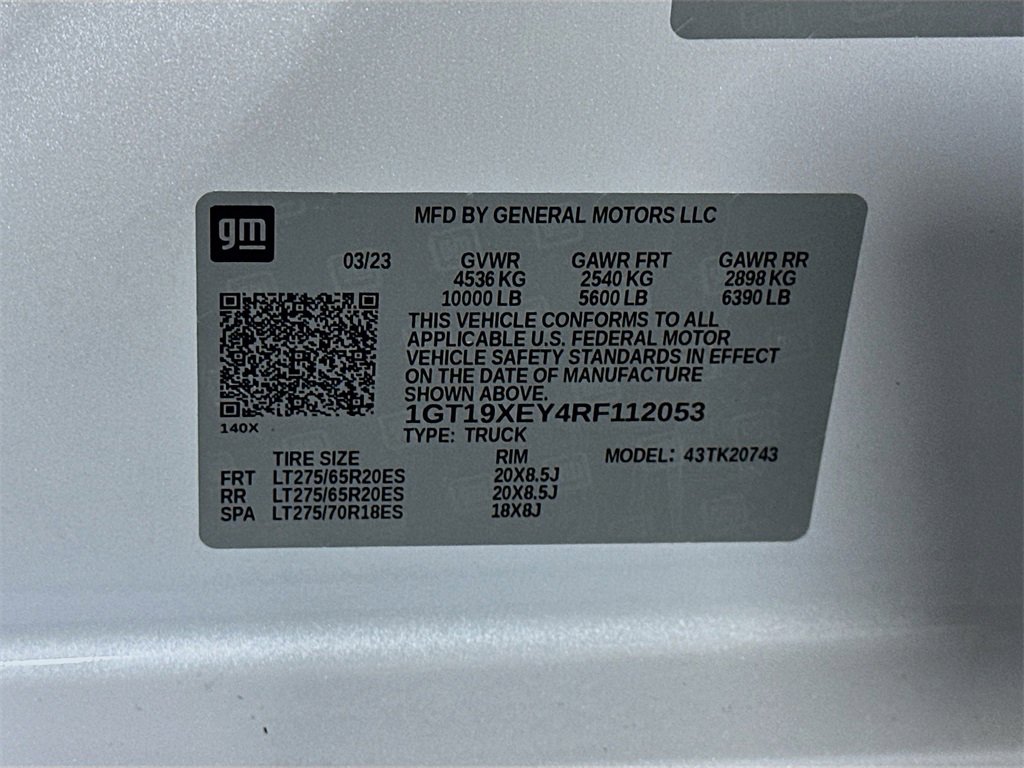 gm
MFD BY GENERAL MOTORS LLC
03/23 GVWR GAWR FRT GAWR RR
4536 KG 2540 KG 2898 KG
10000 LB 5600 LB 6390 LB
THIS VEHICLE CONFORMS TO ALL
APPLICABLE U.S. FEDERAL MOTOR
VEHICLE SAFETY STANDARDS IN EFFECT
ON THE DATE OF MANUFACTURE
SHOWN ABOVE.
1GT19XEY4RF112053
140X
TYPE: TRUCK
TIRE SIZE RIM MODEL: 43TK20743
FRT LT275/65R20ES 20X8.5J
RR LT275/65R20ES 20X8.5J
SPA LT275/70R18ES 18X8J